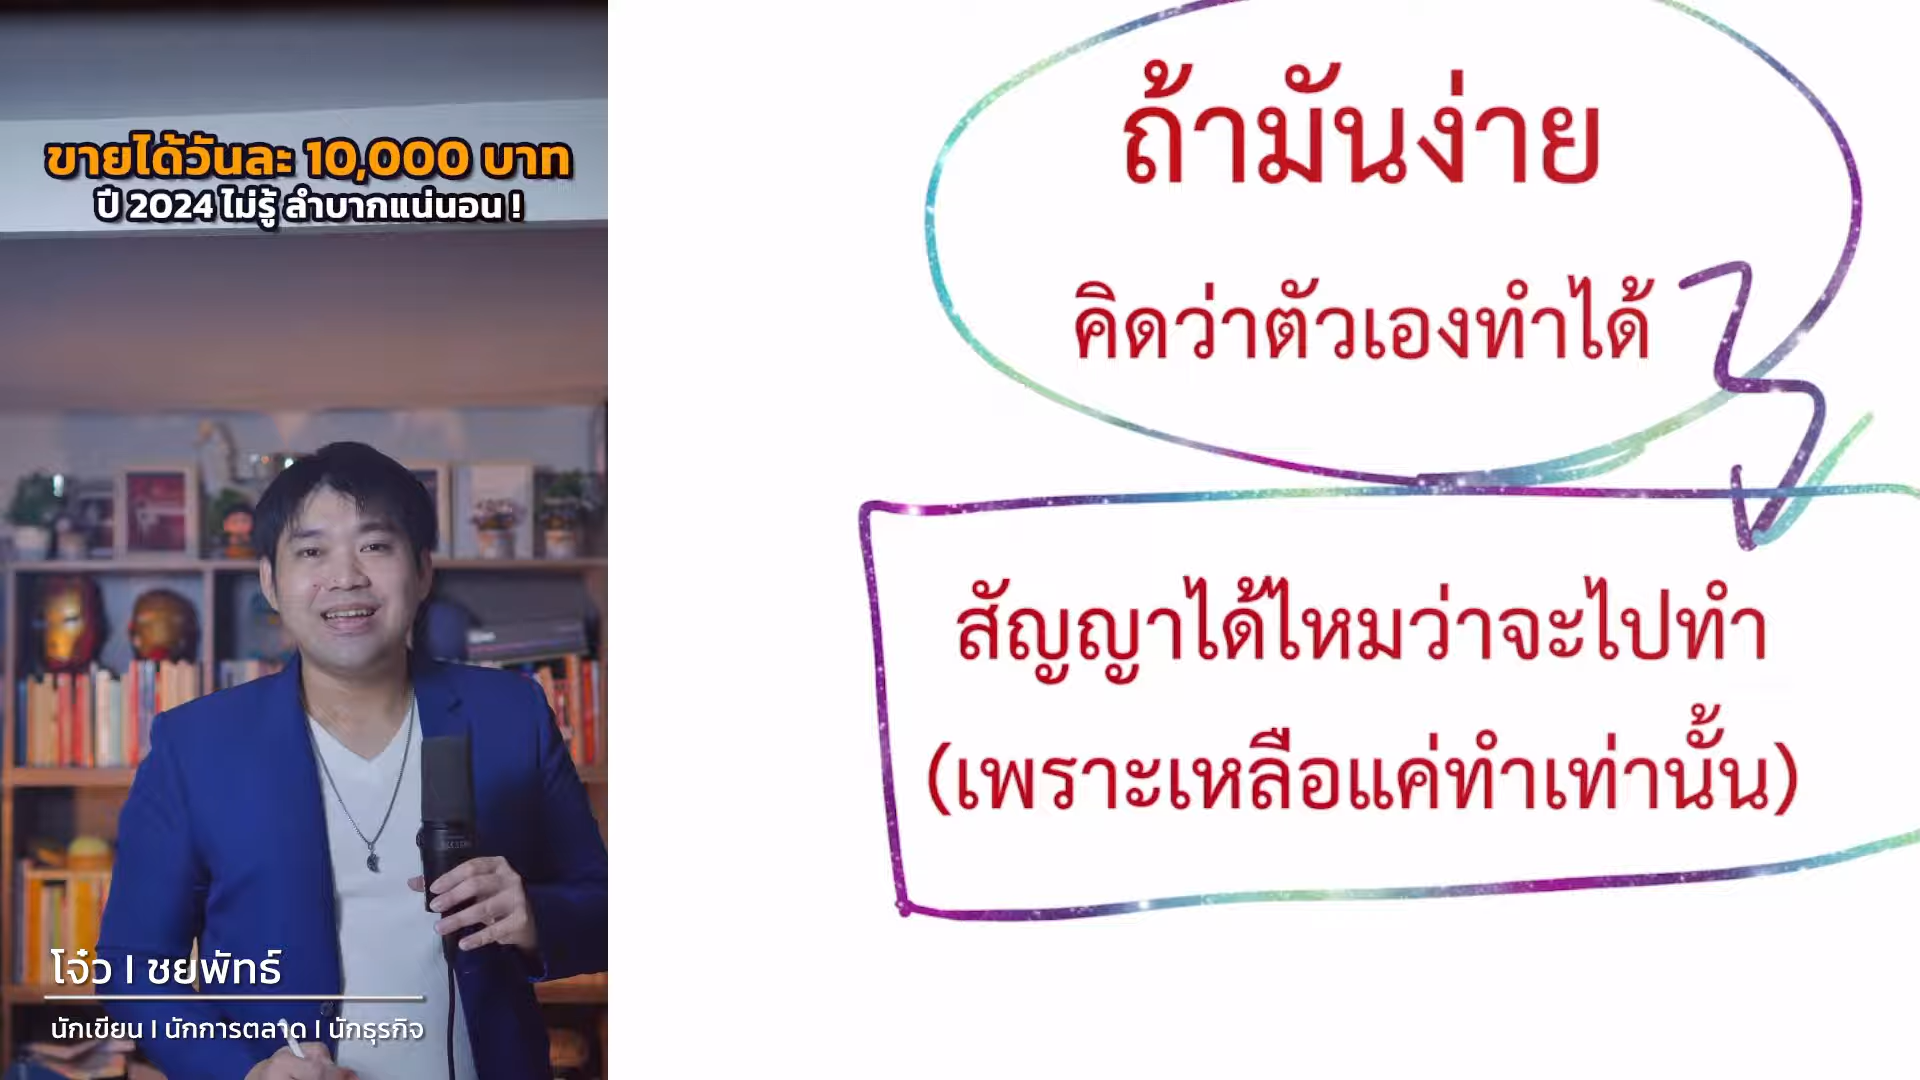 ขายได้วันละ 10,000 บาท
ปี 2024 ไม่รู้ ลำบากแน่นอน !
โจ๋ว I ชยพัทธ์
นักเขียน I นักการตลาด I นักธุรกิจ
ถ้ามันง่าย
คิดว่าตัวเองทำได้
สัญญาได้ไหมว่าจะไปทำ
(เพราะเหลือแค่ทำเท่านั้น)